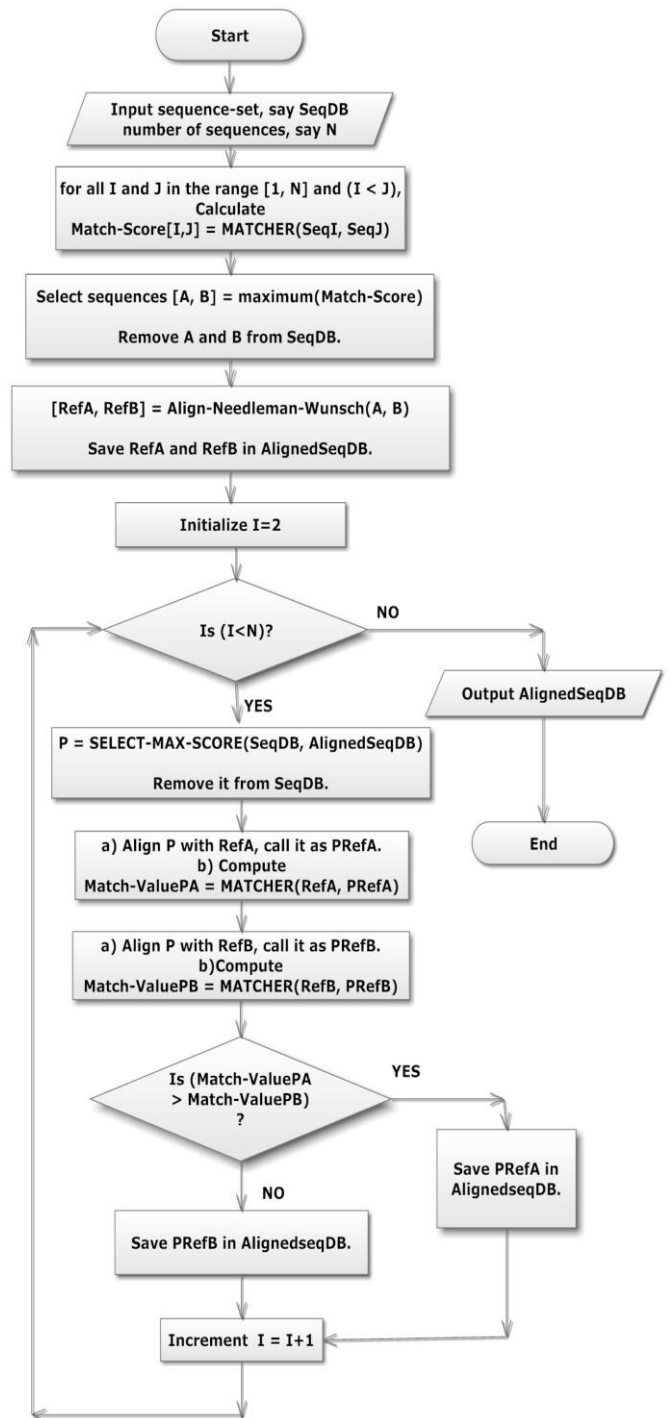 Start
Input sequence-set, say SeqDB
number of sequences, say N
for all I and J in the range [1, N] and (I < J),
Calculate
Match-Score[I,J] = MATCHER(SeqI, SeqJ)
Select sequences [A, B] = maximum(Match-Score)
Remove A and B from SeqDB.
[RefA, RefB] = Align-Needleman-Wunsch(A, B)
Save RefA and RefB in AlignedSeqDB.
Initialize I=2
Is (I<N)?
NO
YES
Output AlignedSeqDB
End
P = SELECT-MAX-SCORE(SeqDB, AlignedSeqDB)
Remove it from SeqDB.
a) Align P with RefA, call it as PRefA.
b) Compute
Match-ValuePA = MATCHER(RefA, PRefA)
a) Align P with RefB, call it as PRefB.
b)Compute
Match-ValuePB = MATCHER(RefB, PRefB)
Is (Match-ValuePA
> Match-ValuePB)
?
YES
NO
Save PRefA in
AlignedseqDB.
Save PRefB in AlignedseqDB.
Increment I = I+1